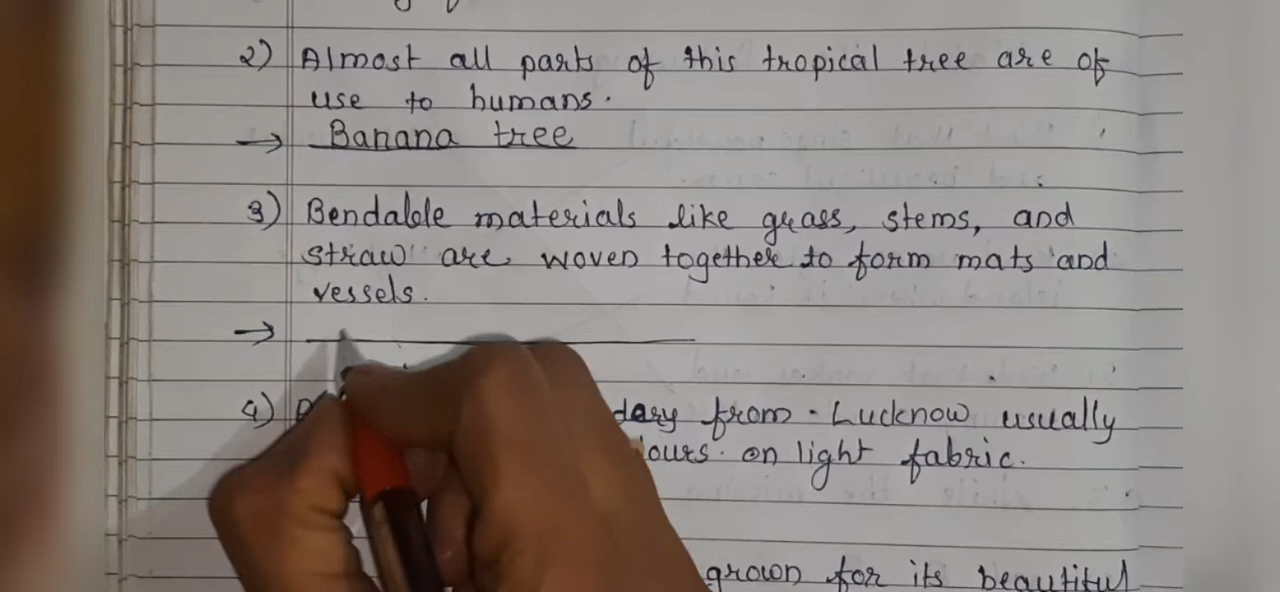 2) Almost all parts of this tropical tree are of
use to humans.
→ Banana tree
3) Bendable materials like grass, stems, and
straw are woven together to form mats and
vessels.
→
4) from Lucknow usually
on light fabric.
grown for its beautiful